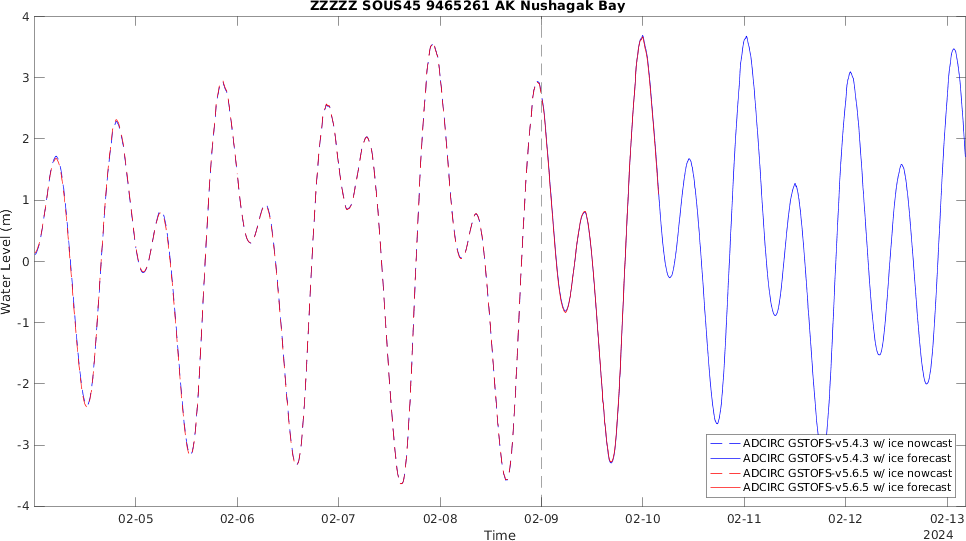 ZZZZZ SOUS45 9465261 AK Nushagak Bay
4
3
2
1
0
-1
-2
-3
-4
Water Level (m)
02-05
02-06
02-07
02-08
02-09
02-10
02-11
02-12
02-13
2024
Time
ADCIRC GSTOFS-v5.4.3 w/ ice nowcast
ADCIRC GSTOFS-v5.4.3 w/ ice forecast
ADCIRC GSTOFS-v5.6.5 w/ ice nowcast
ADCIRC GSTOFS-v5.6.5 w/ ice forecast